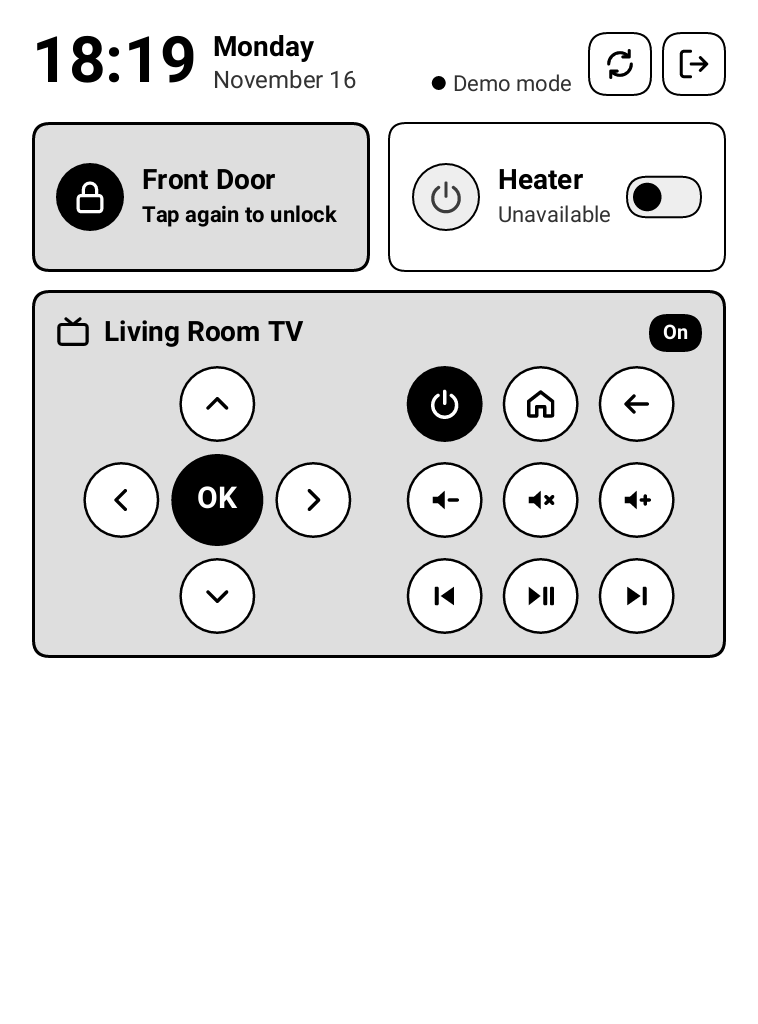 18:19
Monday
November 16
Demo mode
Front Door
Tap again to unlock
Heater
Unavailable
Living Room TV
On
OK